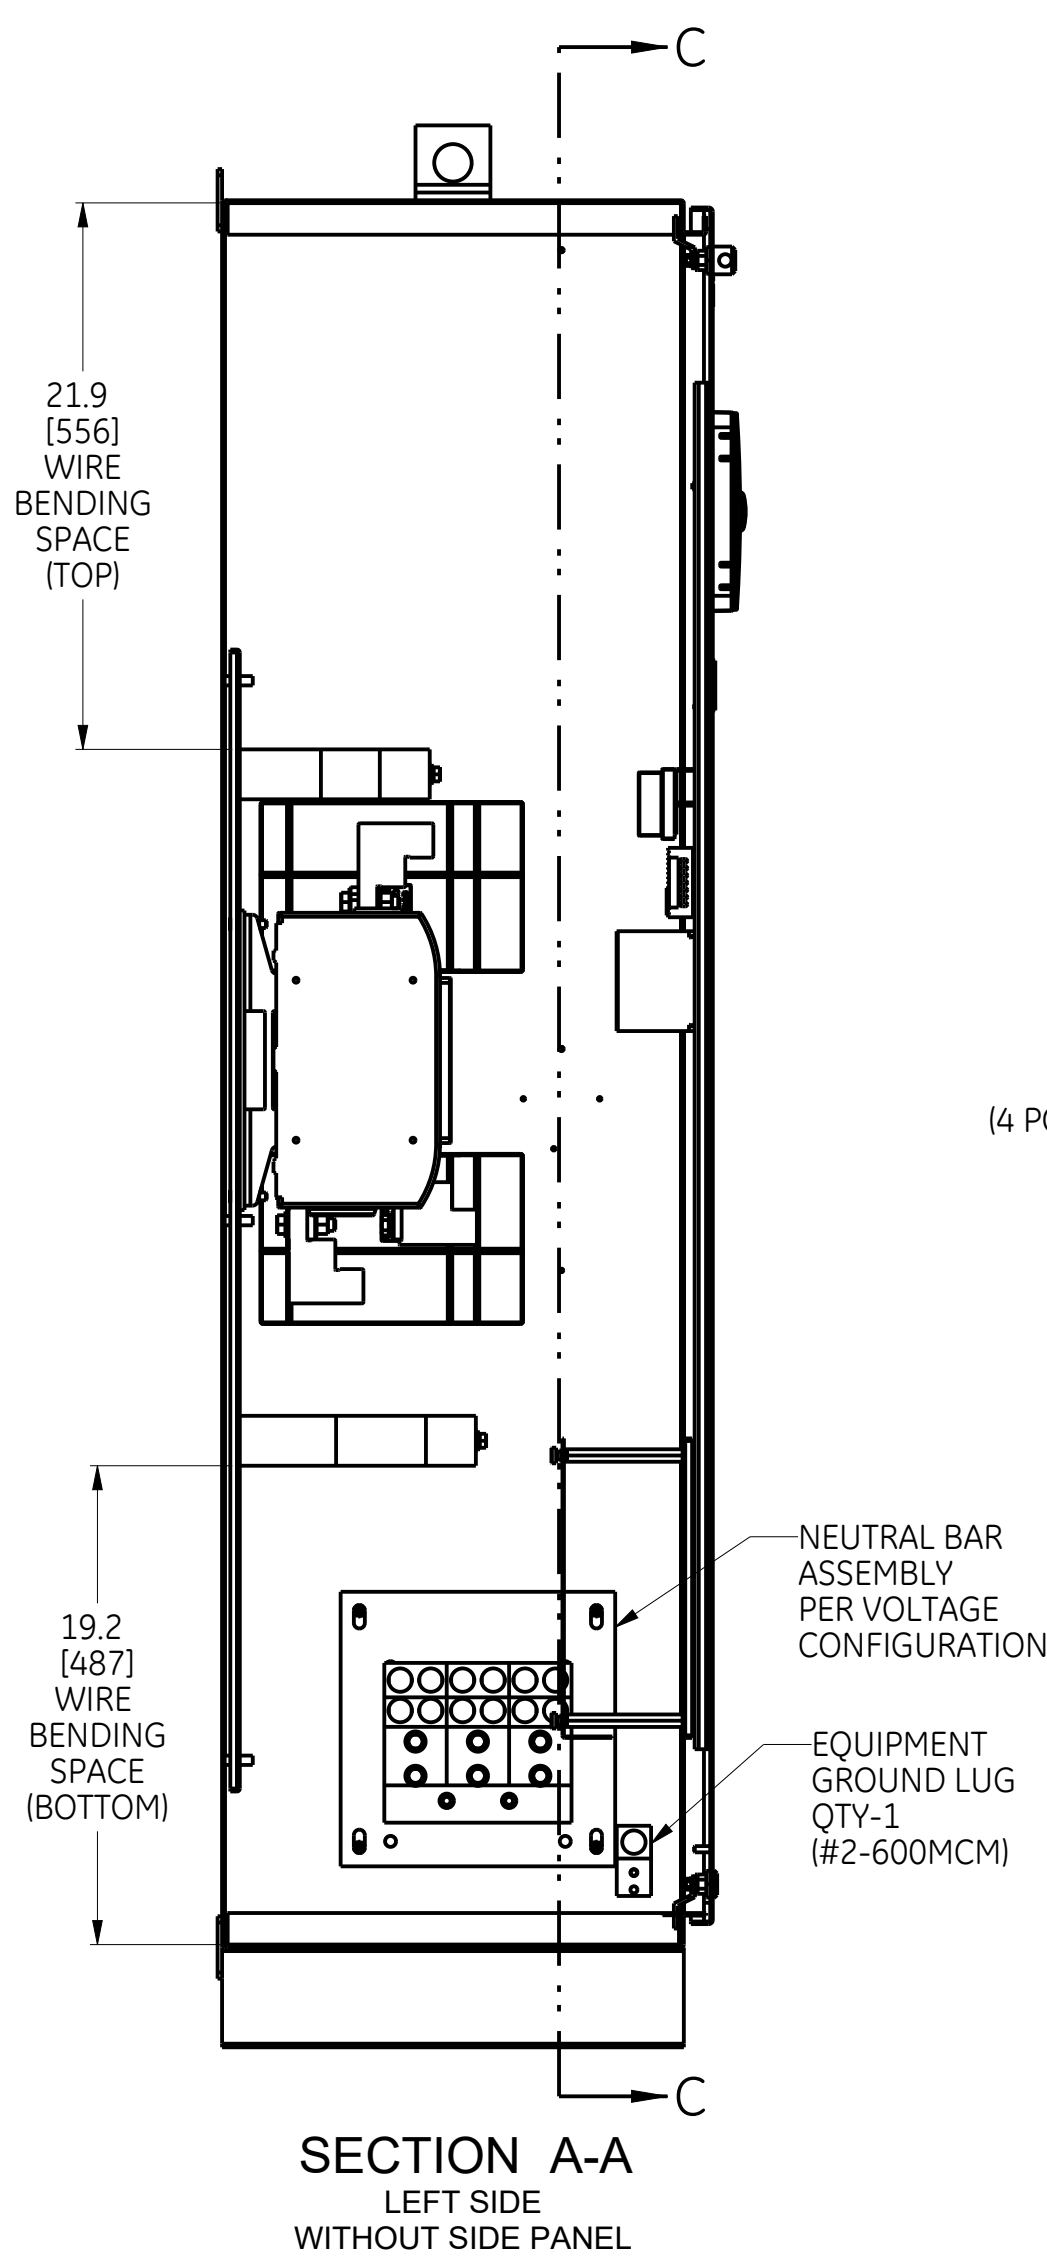 C
21.9
[556]
WIRE
BENDING
SPACE
(TOP)
(4 PO
19.2
[487]
WIRE
BENDING
SPACE
(BOTTOM)
NEUTRAL BAR
ASSEMBLY
PER VOLTAGE
CONFIGURATION
EQUIPMENT
GROUND LUG
QTY-1
(#2-600MCM)
C
SECTION A-A
LEFT SIDE
WITHOUT SIDE PANEL